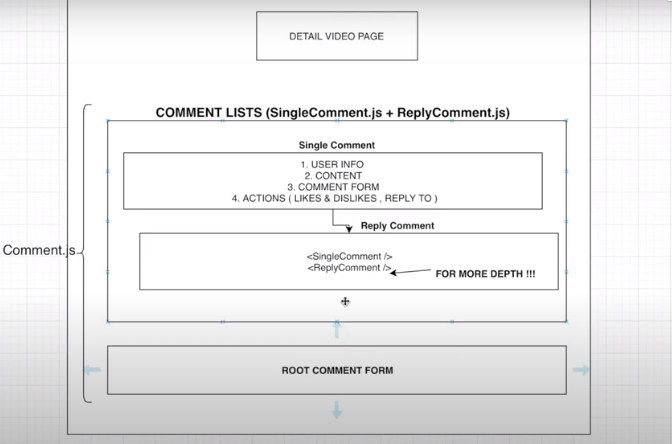 DETAIL VIDEO PAGE
COMMENT LISTS (SingleComment.js + ReplyComment.js)
Single Comment
1. USER INFO
2. CONTENT
3. COMMENT FORM
4. ACTIONS ( LIKES & DISLIKES , REPLY TO )
Reply Comment
Comment.js
<SingleComment />
<ReplyComment />
FOR MORE DEPTH !!!
ROOT COMMENT FORM